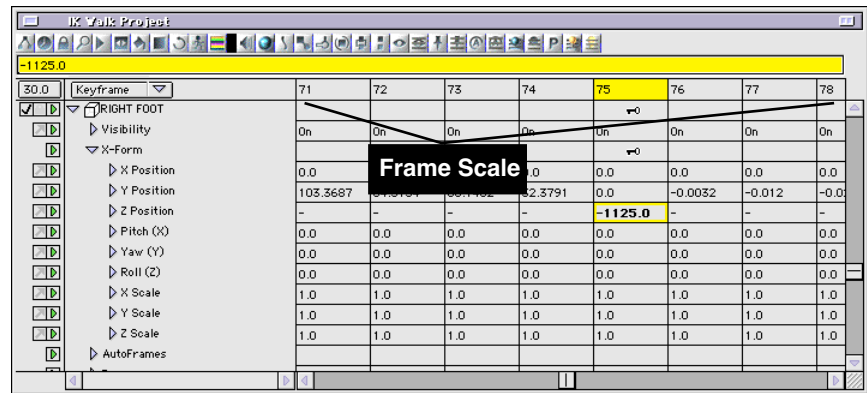 IK Walk Project
P
-1125.0
30.0 Keyframe 71 72 73 74 75 76 77 78
RIGHT FOOT
Visibility On On On On On On On On
X-Form
Frame Scale
X Position 0.0 0.0 0.0 0.0 0.0
Y Position 103.3687 0.0 -0.0032 -0.012
Z Position - - - - -1125.0 - - -
Pitch (X) 0.0 0.0 0.0 0.0 0.0 0.0 0.0 0.0
Yaw (Y) 0.0 0.0 0.0 0.0 0.0 0.0 0.0 0.0
Roll (Z) 0.0 0.0 0.0 0.0 0.0 0.0 0.0 0.0
X Scale 1.0 1.0 1.0 1.0 1.0 1.0 1.0 1.0
Y Scale 1.0 1.0 1.0 1.0 1.0 1.0 1.0 1.0
Z Scale 1.0 1.0 1.0 1.0 1.0 1.0 1.0 1.0
AutoFrames